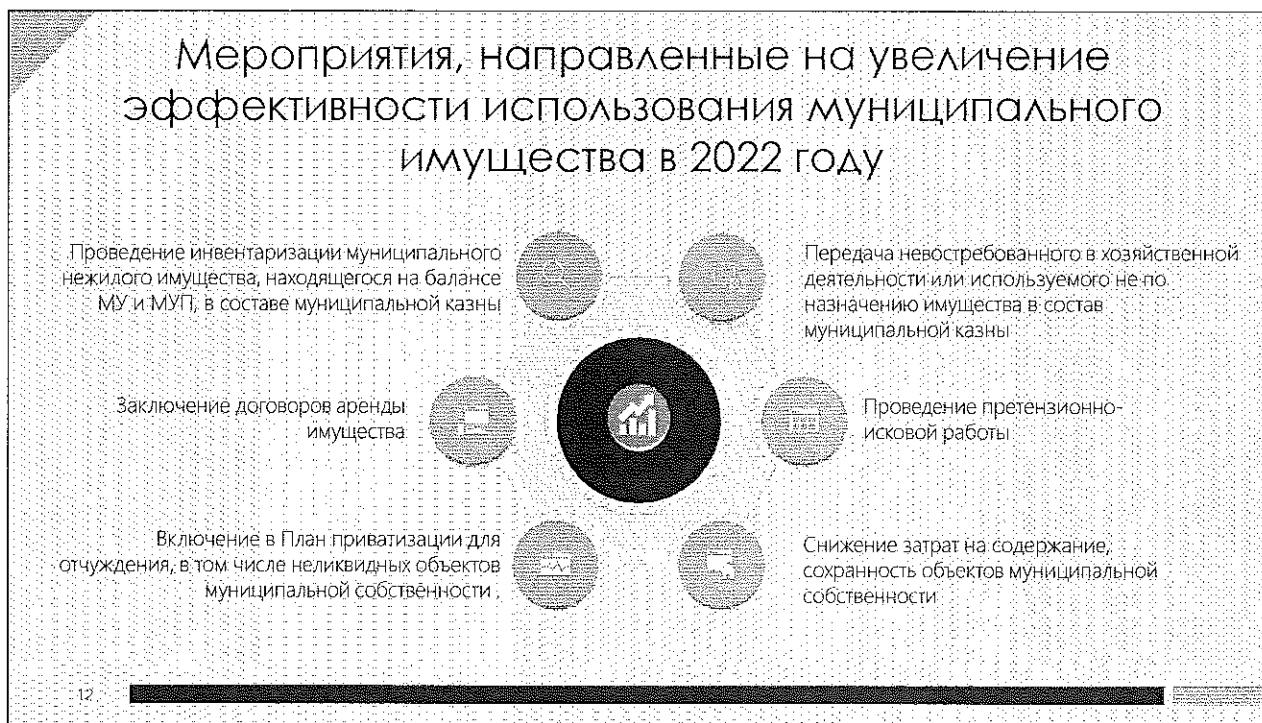 Мероприятия, направленные на увеличение
эффективности использования муниципального
имущества в 2022 году
Проведение инвентаризации муниципального
нежидого имущества, находящегося на балансе
МУ и МУП, в составе муниципальной казны
Передача невостребованного в хозяйственной
деятельности или используемого не по
назначению имущества в состав
муниципальной казны
Заключение договоров аренды
имущества
Проведение претензионно-
исковой работы
Включение в План приватизации для
отчуждения, в том числе неликвидных объектов
муниципальной собственности .
Снижение затрат на содержание,
сохранность объектов муниципальной
собственности
12